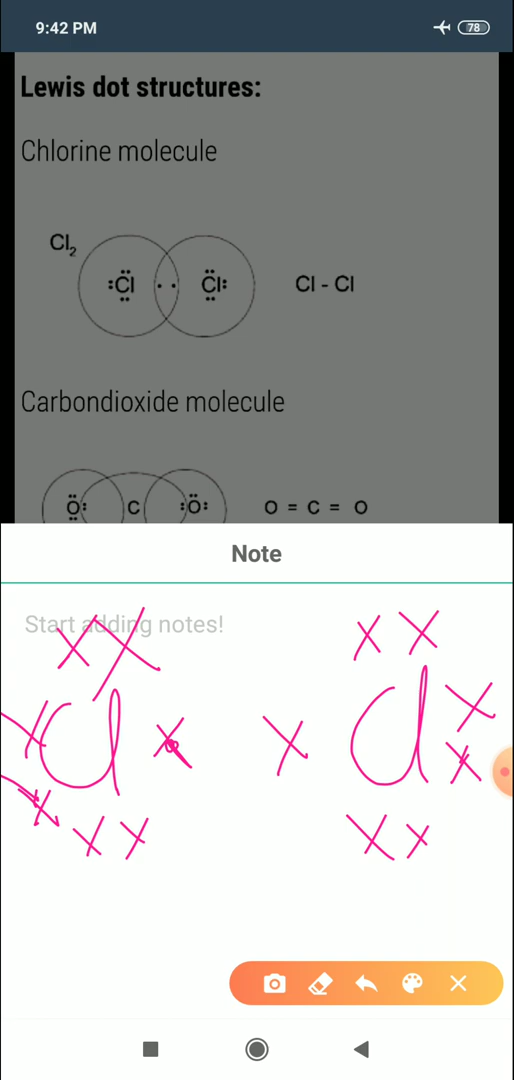 9:42 PM 78
Lewis dot structures:
Chlorine molecule
Cl₂ :Cl · · Cl: Cl - Cl
Carbondioxide molecule
O: C :O: O = C = O
Note
Start adding notes!
x x x x
x Cl x x Cl x
x x
x x x x